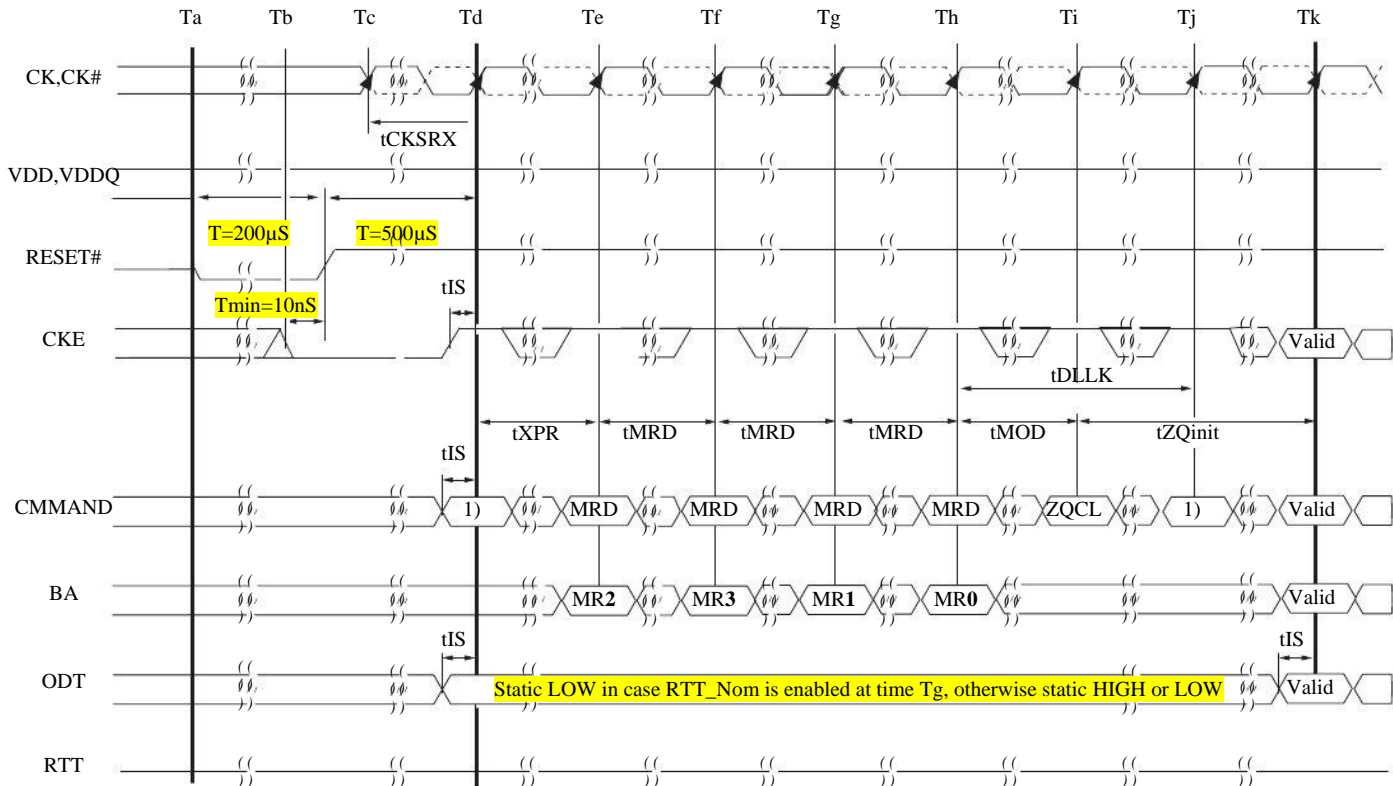 Ta Tb Tc Td Te Tf Tg Th Ti Tj Tk
CK,CK#
tCKSRX
VDD,VDDQ
T=200µS T=500µS
RESET#
Tmin=10nS tIS
CKE Valid
tDLLK
tXPR tMRD tMRD tMRD tMOD tZQinit
tIS
CMMAND 1) MRD MRD MRD MRD ZQCL 1) Valid
BA MR2 MR3 MR1 MR0 Valid
tIS tIS
ODT Static LOW in case RTT_Nom is enabled at time Tg, otherwise static HIGH or LOW Valid
RTT